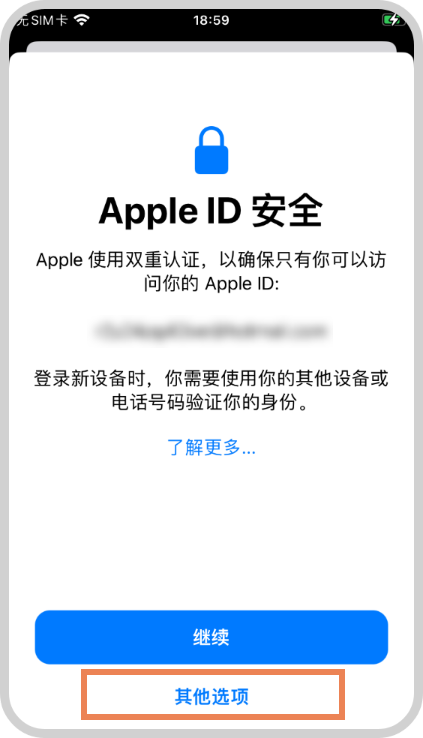 无SIM卡
18:59
Apple ID 安全
Apple 使用双重认证，以确保只有你可以访
问你的 Apple ID:
登录新设备时，你需要使用你的其他设备或
电话号码验证你的身份。
了解更多...
继续
其他选项